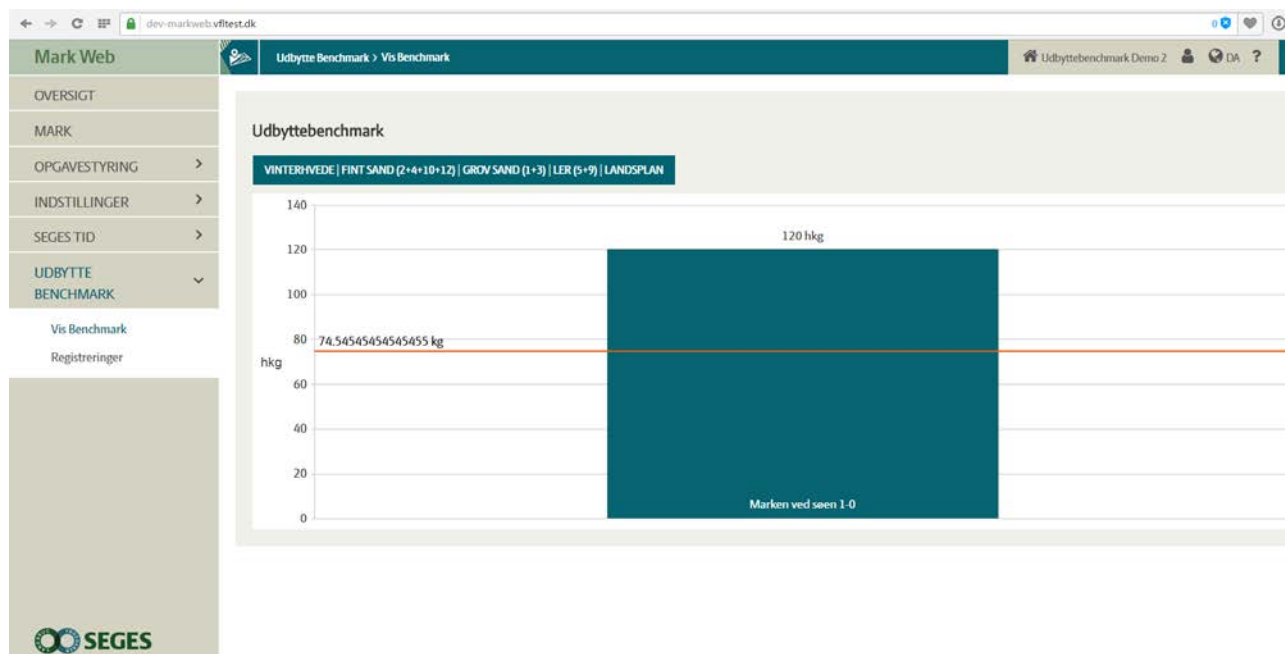 dev-markweb.vfltest.dk
0
Mark Web
Udbytte Benchmark > Vis Benchmark
Udbyttebenchmark Demo 2
DA ?
OVERSIGT
MARK
OPGAVESTYRING
INDSTILLINGER
SEGES TID
UDBYTTE
BENCHMARK
Vis Benchmark
Registreringer
SEGES
Udbyttebenchmark
VINTERHVEDE | FINT SAND (2+4+10+12) | GROV SAND (1+3) | LER (5+9) | LANDSPLAN
140
120 hkg
120
100
80
74.54545454545455 kg
hkg
60
40
20
Marken ved søen 1-0
0